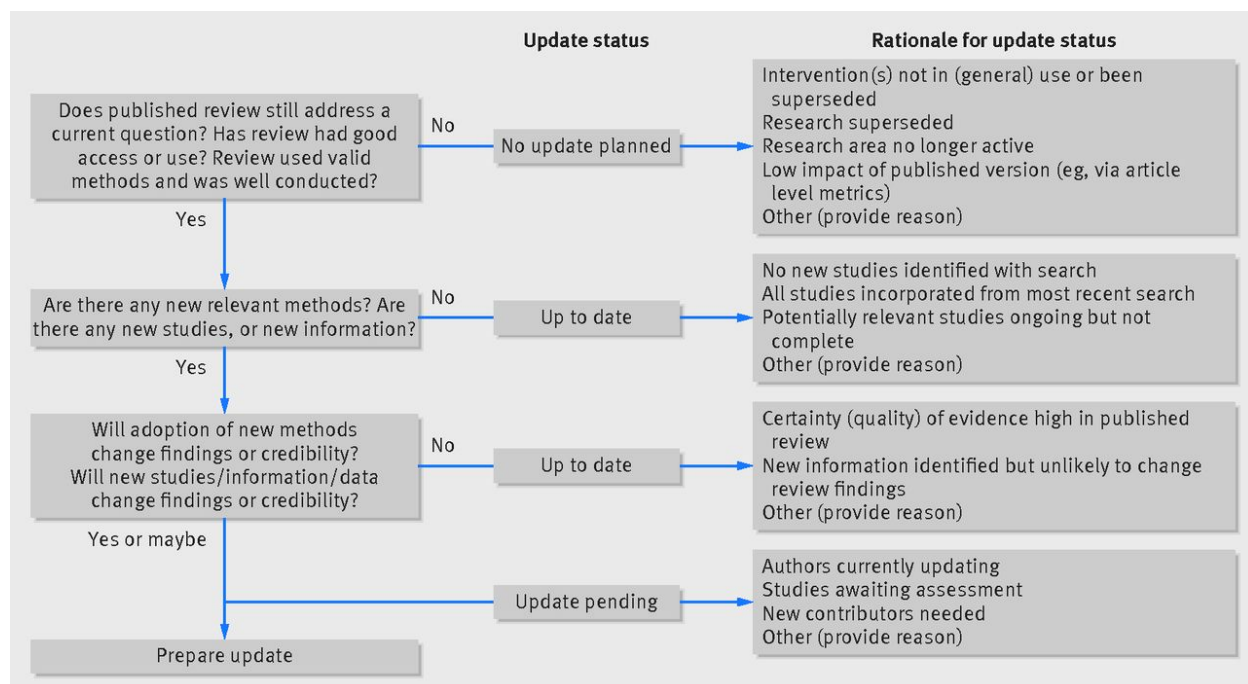 Update status
Rationale for update status
Does published review still address a
current question? Has review had good
access or use? Review used valid
methods and was well conducted?
No
No update planned
Intervention(s) not in (general) use or been
superseded
Research superseded
Research area no longer active
Low impact of published version (eg, via article
level metrics)
Other (provide reason)
Yes
Are there any new relevant methods? Are
there any new studies, or new information?
No
Up to date
No new studies identified with search
All studies incorporated from most recent search
Potentially relevant studies ongoing but not
complete
Other (provide reason)
Yes
Will adoption of new methods
change findings or credibility?
Will new studies/information/data
change findings or credibility?
No
Up to date
Certainty (quality) of evidence high in published
review
New information identified but unlikely to change
review findings
Other (provide reason)
Yes or maybe
Update pending
Authors currently updating
Studies awaiting assessment
New contributors needed
Other (provide reason)
Prepare update